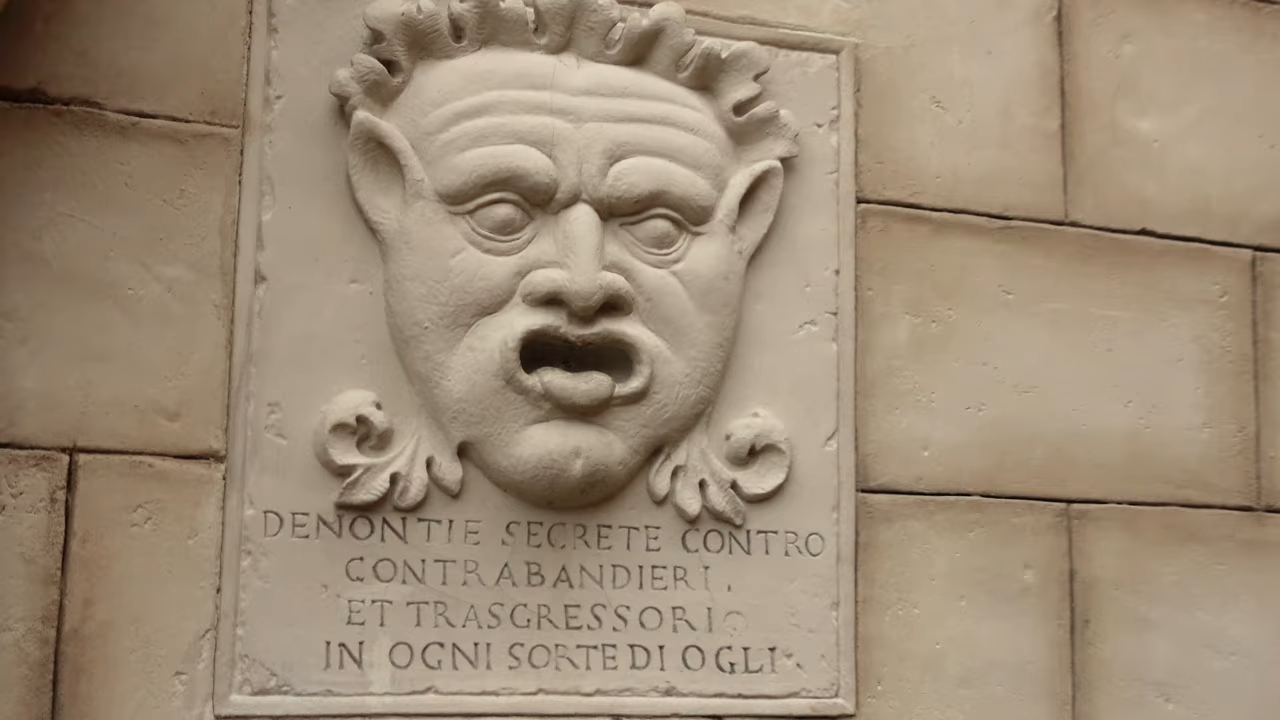 DENONTIE SECRETE CONTRO
CONTRABANDIERI.
ET TRASGRESSORI
IN OGNI SORTE DI OGLI